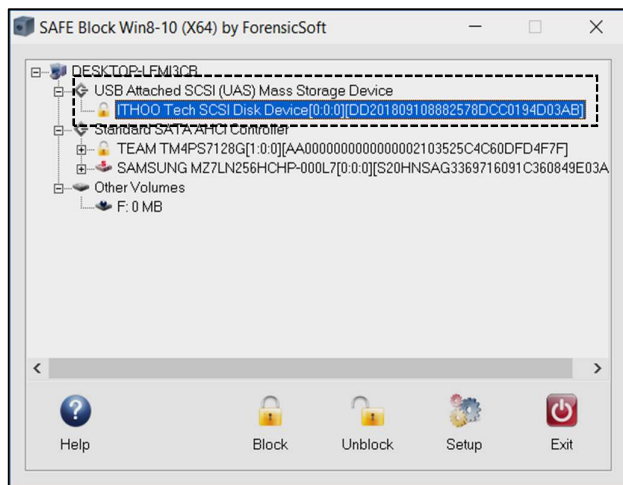 SAFE Block Win8-10 (X64) by ForensicSoft
DESKTOP-LFMI3CB
USB Attached SCSI (UAS) Mass Storage Device
ITHOO Tech SCSI Disk Device[0:0:0][DD201809108882578DCC0194D03AB]
Standard SATA AHCI Controller
TEAM TM4PS7128G[1:0:0][AA0000000000000002103525C4C60DFD4F7F]
SAMSUNG MZ7LN256HCHP-000L7[0:0:0][S20HNSAG3369716091C360849E03A
Other Volumes
F: 0 MB
Help Block Unblock Setup Exit